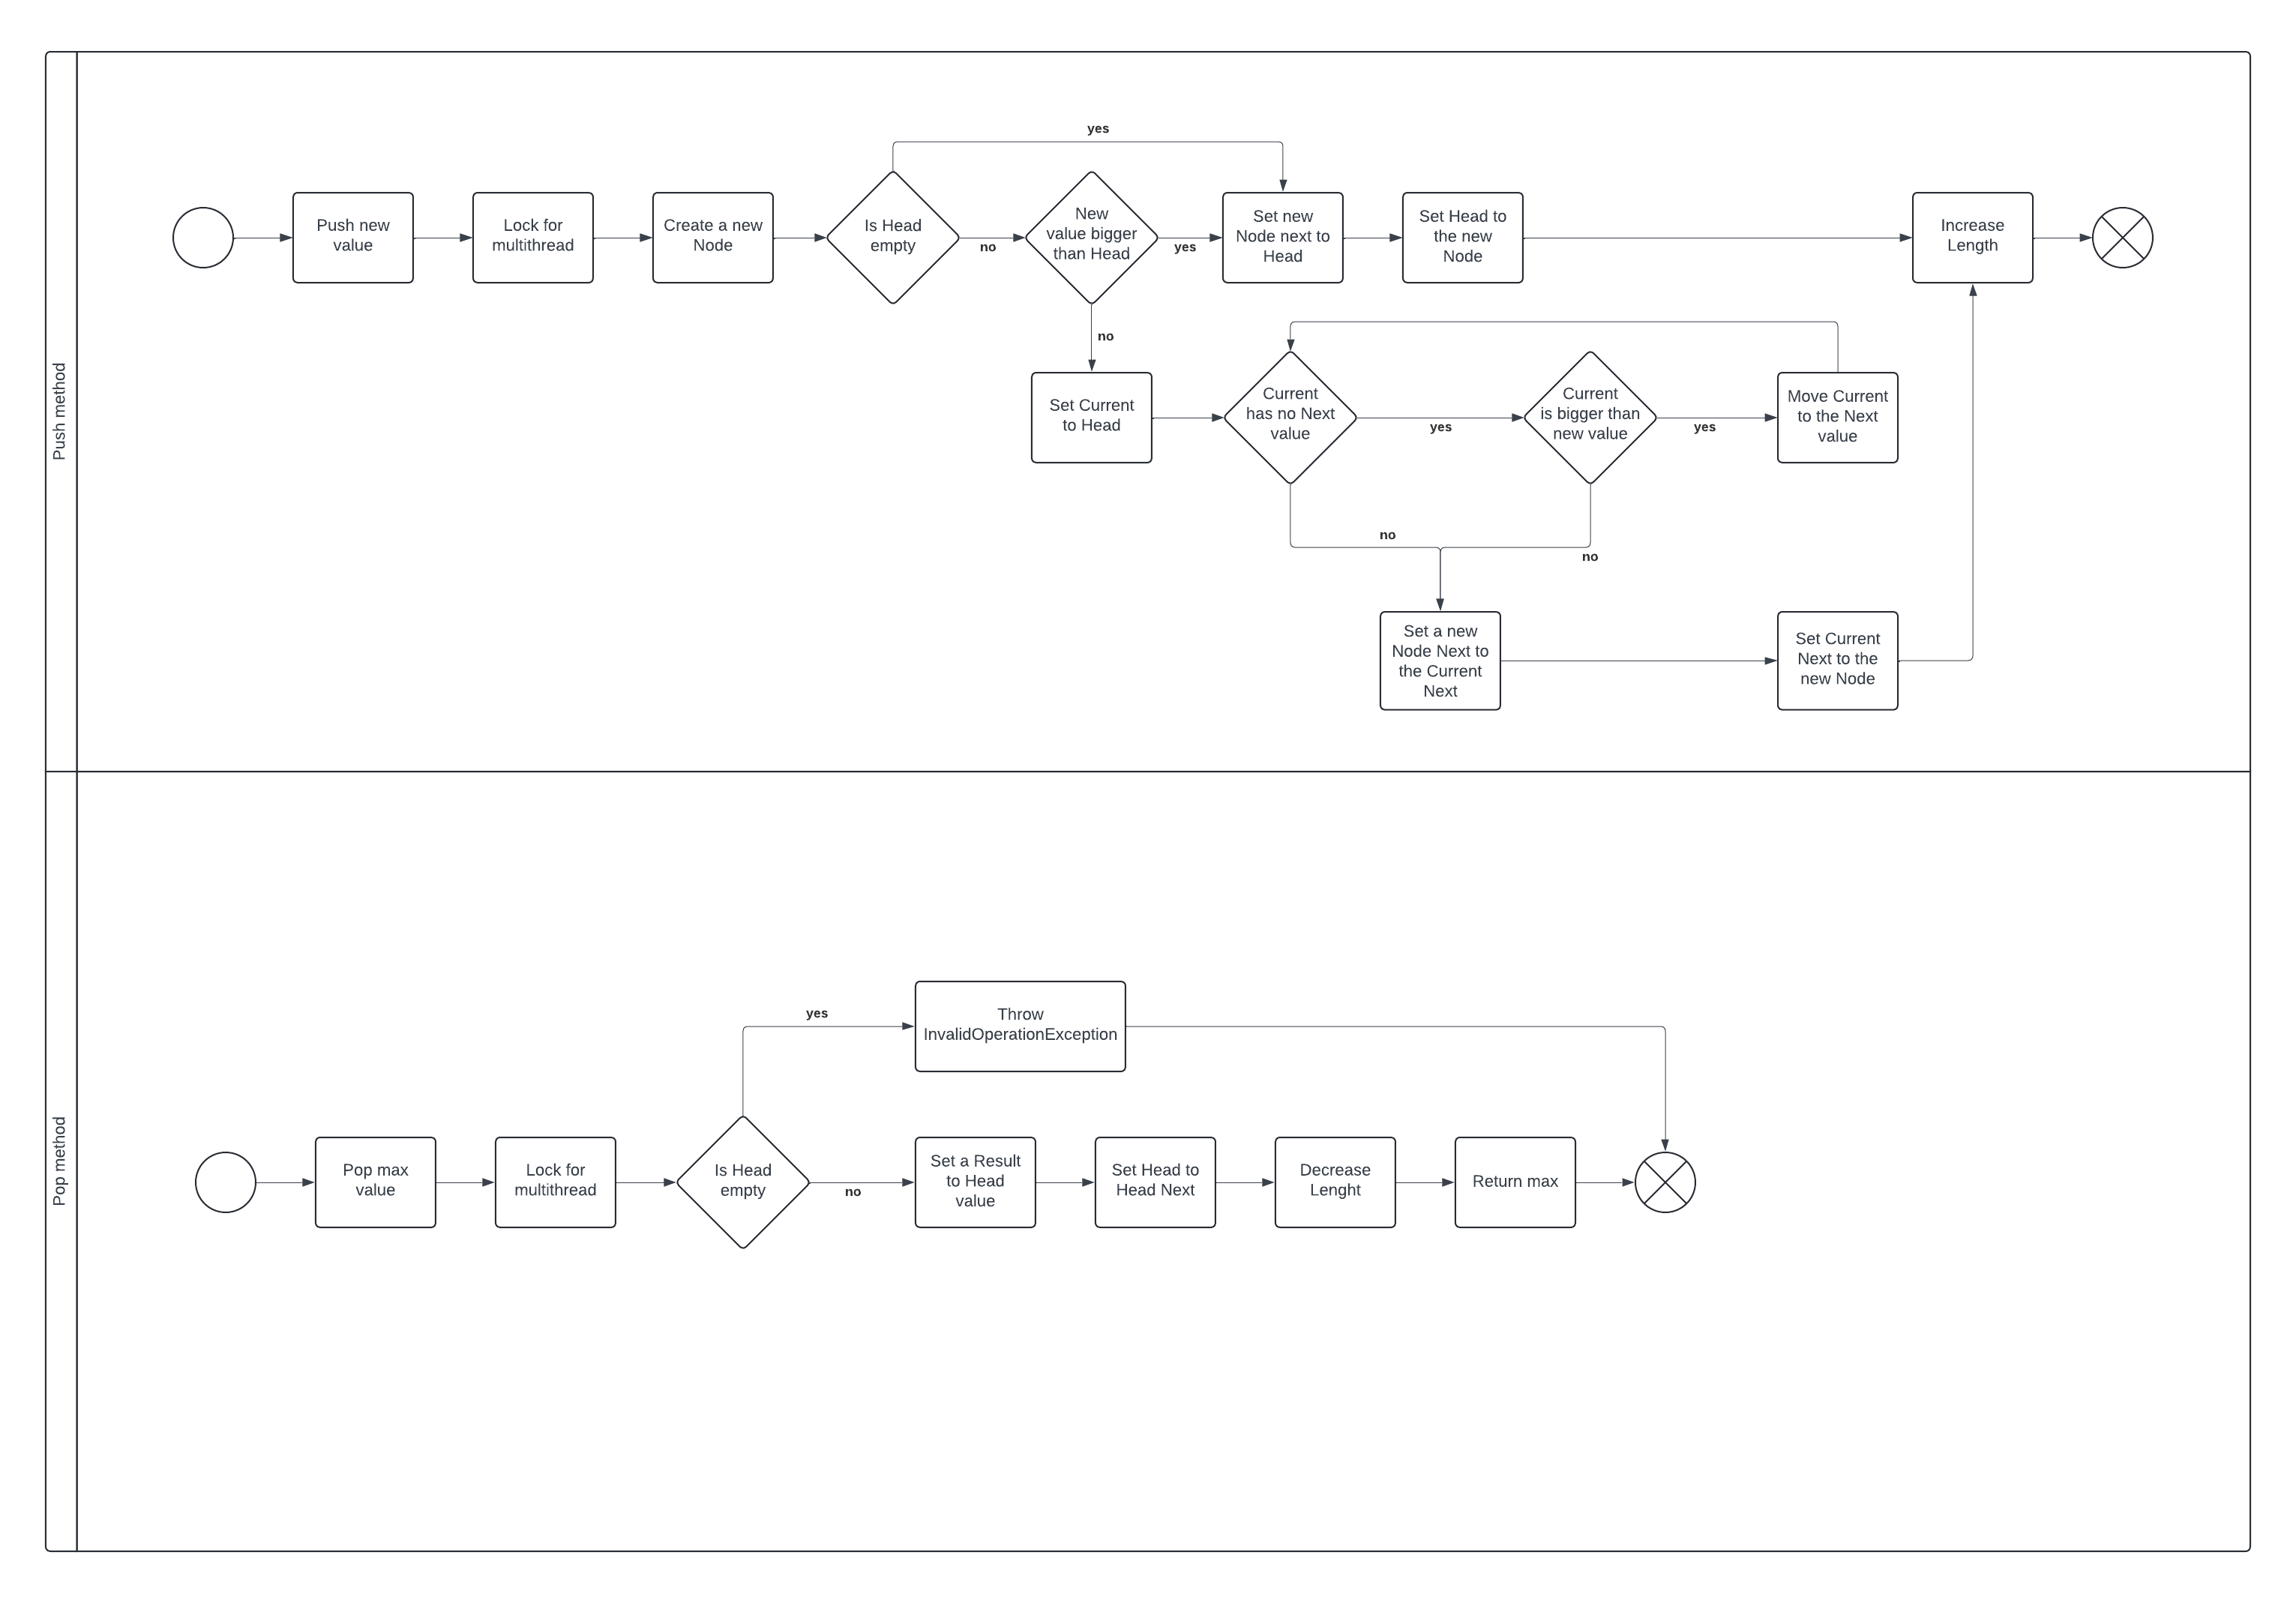 Push method
Push new
value
Lock for
multithread
Create a new
Node
Is Head
empty
yes
no
New
value bigger
than Head
yes
no
Set new
Node next to
Head
Set Head to
the new
Node
Increase
Length
Set Current
to Head
Current
has no Next
value
yes
no
Current
is bigger than
new value
yes
no
Move Current
to the Next
value
Set a new
Node Next to
the Current
Next
Set Current
Next to the
new Node
Pop method
Pop max
value
Lock for
multithread
Is Head
empty
yes
Throw
InvalidOperationException
no
Set a Result
to Head
value
Set Head to
Head Next
Decrease
Lenght
Return max